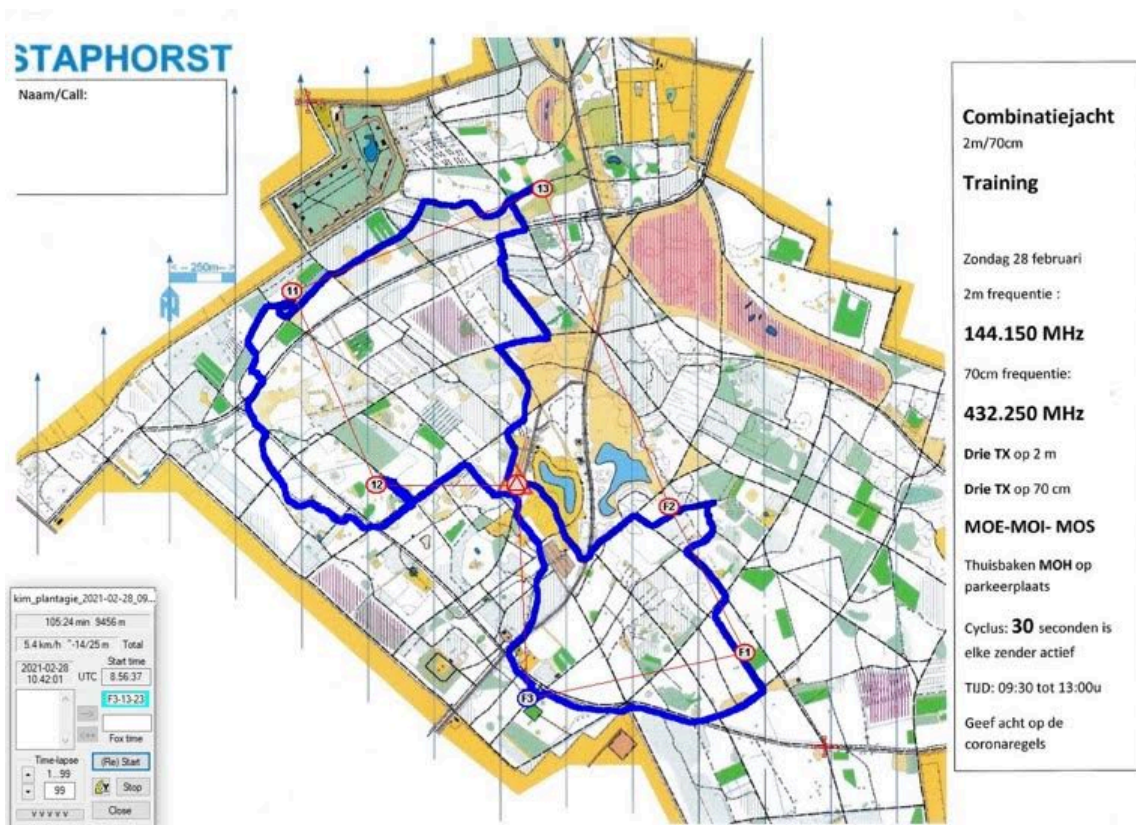 STAPHORST
Naam/Call:
13
250m
11
12
F2
F1
F3
Combinatiejacht
2m/70cm
Training
Zondag 28 februari
2m frequentie :
144.150 MHz
70cm frequentie:
432.250 MHz
Drie TX op 2 m
Drie TX op 70 cm
MOE-MOI- MOS
Thuisbaken MOH op
parkeerplaats
Cyclus: 30 seconden is
elke zender actief
TIJD: 09:30 tot 13:00u
Geef acht op de
coronaregels
kim_plantagie_2021-02-28_09...
105:24 min 9456 m
5.4 km/h ~-14/25 m Total
2021-02-28
10.42:01
UTC
Start time
8.56:37
F3-13-23
Fox time
Time-lapse
1...99
99
(Re) Start
Stop
Close
v v v v v